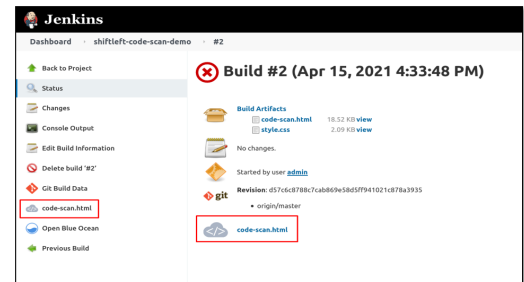 Jenkins
Dashboard shiftleft-code-scan-demo #2
Back to Project
Status
Changes
Console Output
Edit Build Information
Delete build '#2'
Git Build Data
code-scan.html
Open Blue Ocean
Previous Build
Build #2 (Apr 15, 2021 4:33:48 PM)
Build Artifacts
code-scan.html 18.52 KB view
style.css 2.09 KB view
No changes.
Started by user admin
git Revision: d57c6c8788c7cab869e58d5ff941021c878a3935
• origin/master
code-scan.html